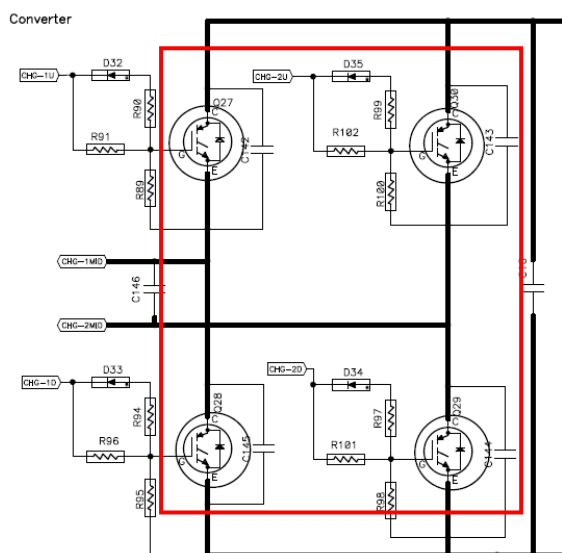 Converter
D32
CHG-1U
R90
R91
R89
Q27
C
G
E
C142
D35
CHG-2U
R99
R102
R100
Q30
C
G
E
C143
CHG-1MID
C146
CHG-2MID
C16
D33
CHG-1D
R94
R96
R95
Q28
C
G
E
C145
D34
CHG-2D
R97
R101
R98
Q29
C
G
E
C144